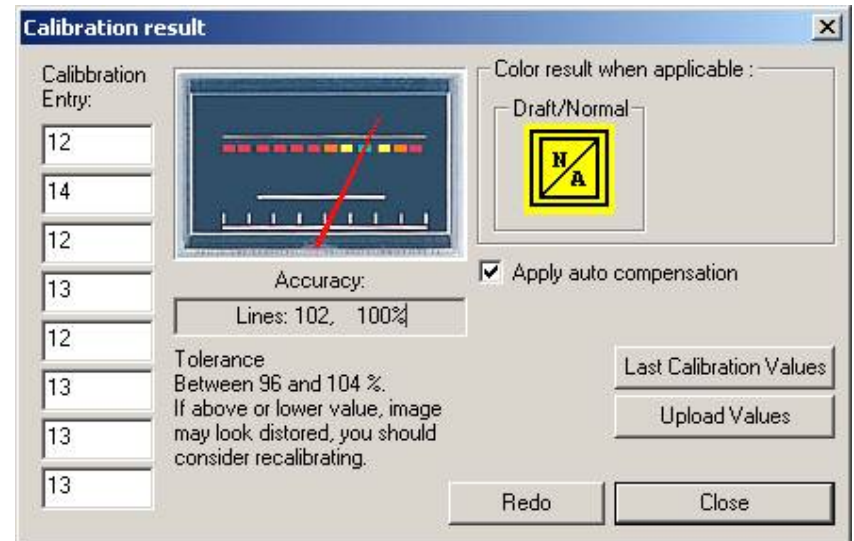 Calibration result
Calibbration
Entry:
12
14
12
13
12
13
13
13
Accuracy:
Lines: 102,   100%
Tolerance
Between 96 and 104 %.
If above or lower value, image
may look distored, you should
consider recalibrating.
Color result when applicable :
Draft/Normal
N
A
Apply auto compensation
Last Calibration Values
Upload Values
Redo
Close